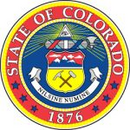 STATE OF COLORADO
NIL SINE NUMINE
1876